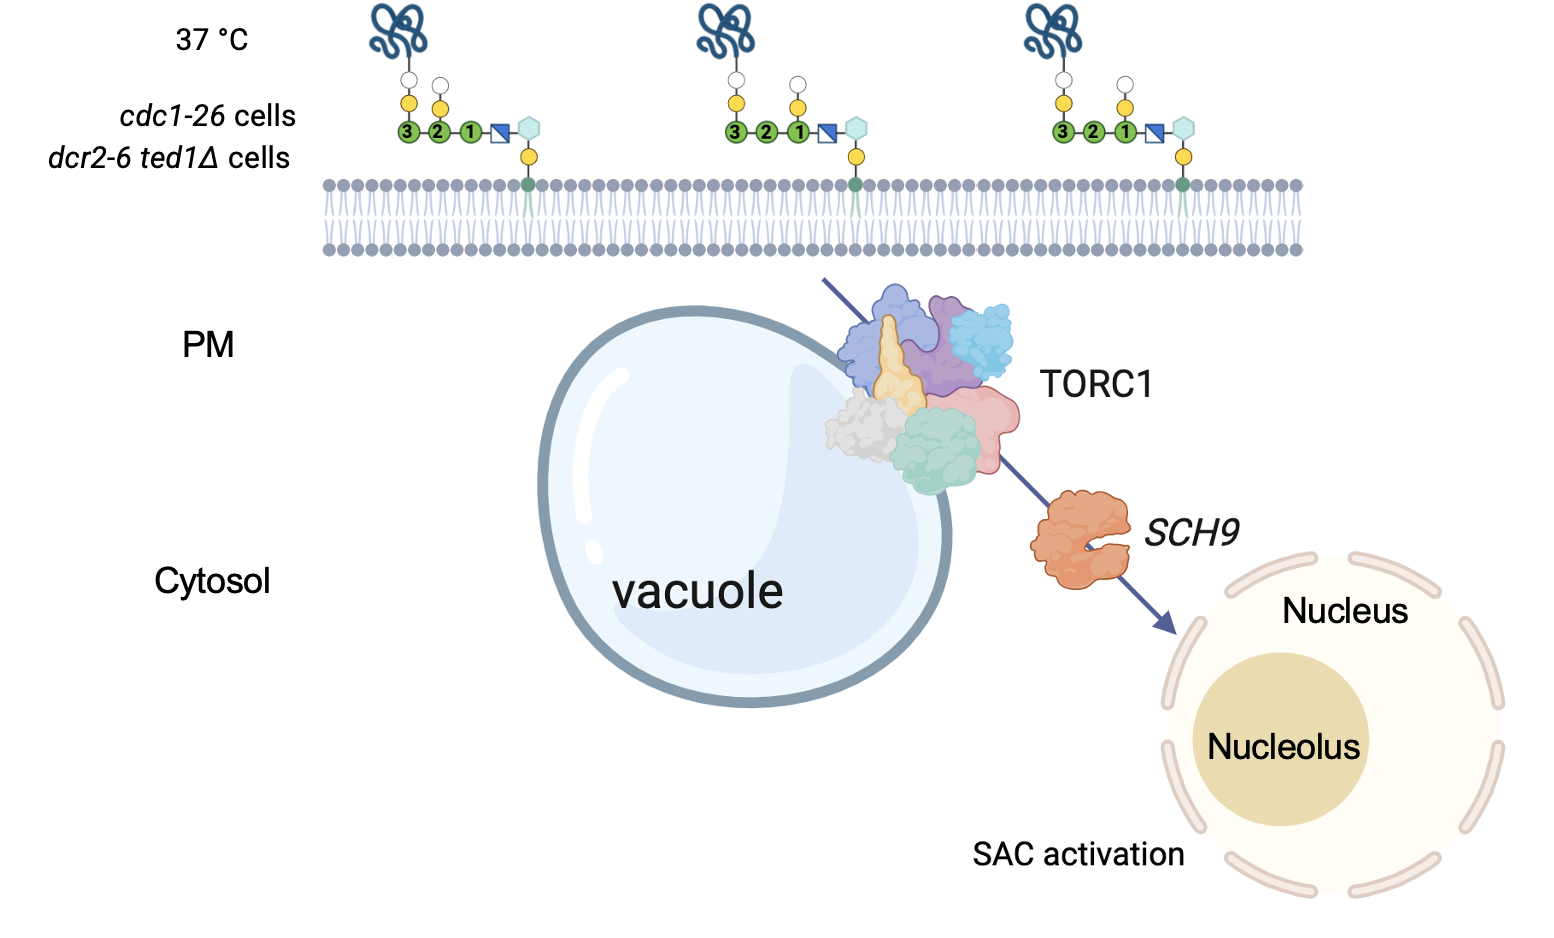 37 °C
cdc1-26 cells
dcr2-6 ted1Δ cells
3 2 1
3 2 1
3 2 1
PM
TORC1
SCH9
Cytosol
vacuole
Nucleus
Nucleolus
SAC activation